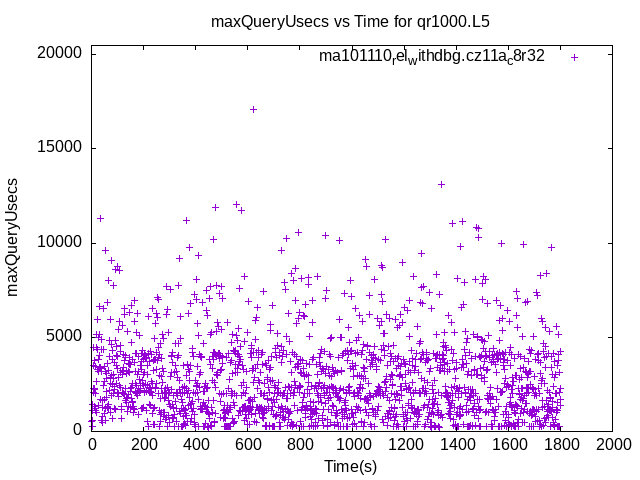 maxQueryUsecs vs Time for qr1000.L5
ma101110relwithdbg.cz11ac8r32
20000
15000
10000
5000
0
maxQueryUsecs
0 200 400 600 800 1000 1200 1400 1600 1800 2000
Time(s)